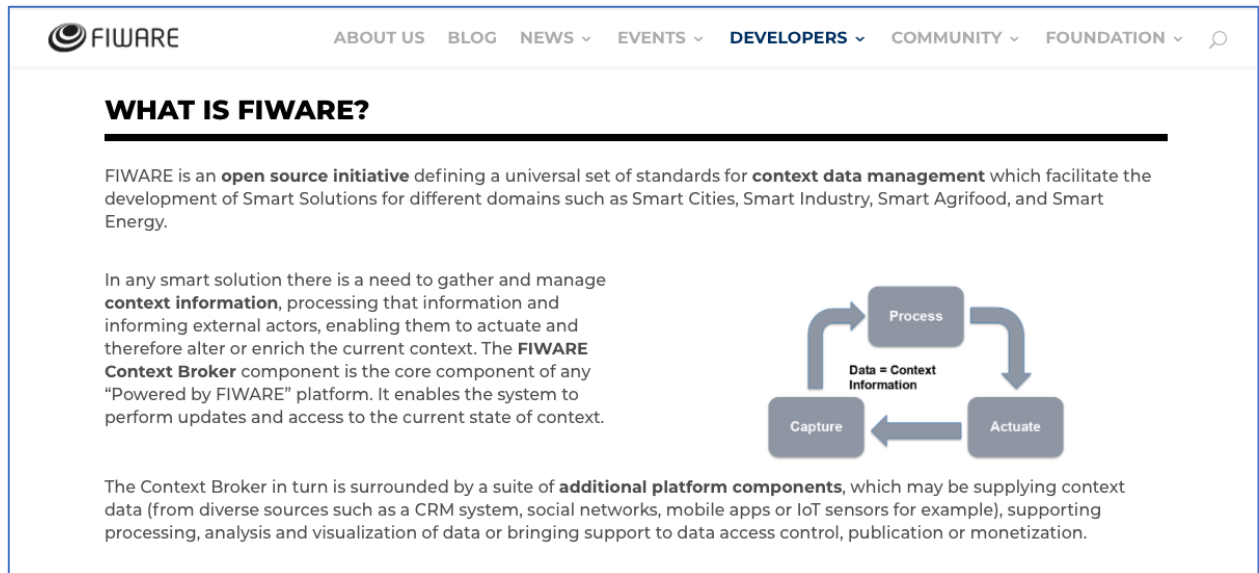 FIWARE
ABOUT US BLOG NEWS EVENTS DEVELOPERS COMMUNITY FOUNDATION
WHAT IS FIWARE?
FIWARE is an open source initiative defining a universal set of standards for context data management which facilitate the
development of Smart Solutions for different domains such as Smart Cities, Smart Industry, Smart Agrifood, and Smart
Energy.
In any smart solution there is a need to gather and manage
context information, processing that information and
informing external actors, enabling them to actuate and
therefore alter or enrich the current context. The FIWARE
Context Broker component is the core component of any
“Powered by FIWARE” platform. It enables the system to
perform updates and access to the current state of context.
Process
Data = Context
Information
Capture
Actuate
The Context Broker in turn is surrounded by a suite of additional platform components, which may be supplying context
data (from diverse sources such as a CRM system, social networks, mobile apps or IoT sensors for example), supporting
processing, analysis and visualization of data or bringing support to data access control, publication or monetization.